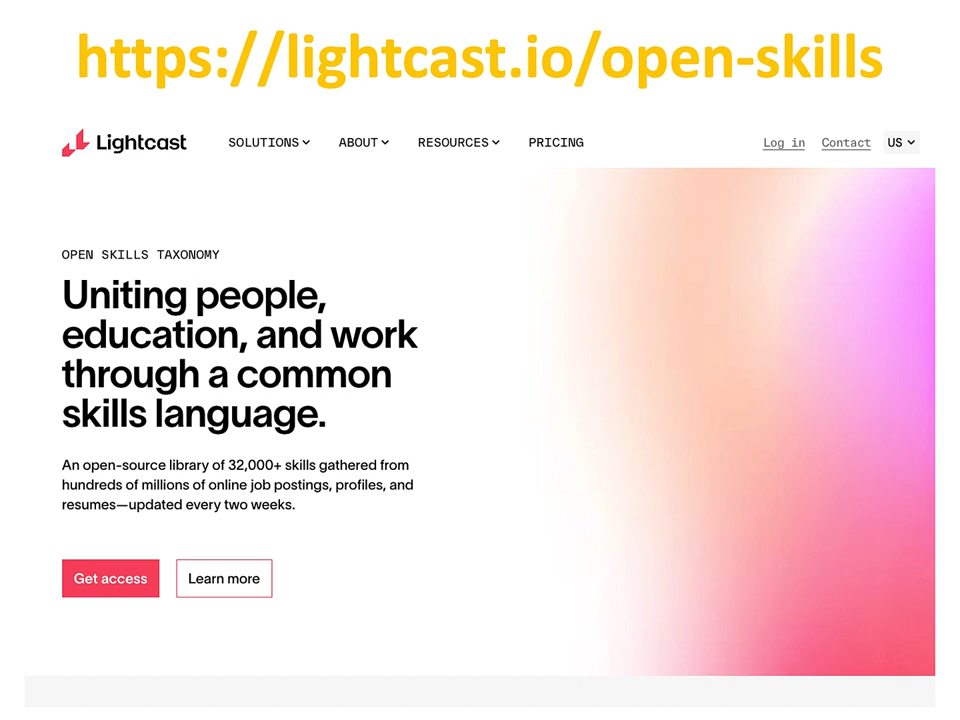 https://lightcast.io/open-skills
Lightcast SOLUTIONS ABOUT RESOURCES PRICING Log in Contact US
OPEN SKILLS TAXONOMY
Uniting people,
education, and work
through a common
skills language.
An open-source library of 32,000+ skills gathered from
hundreds of millions of online job postings, profiles, and
resumes—updated every two weeks.
Get access Learn more